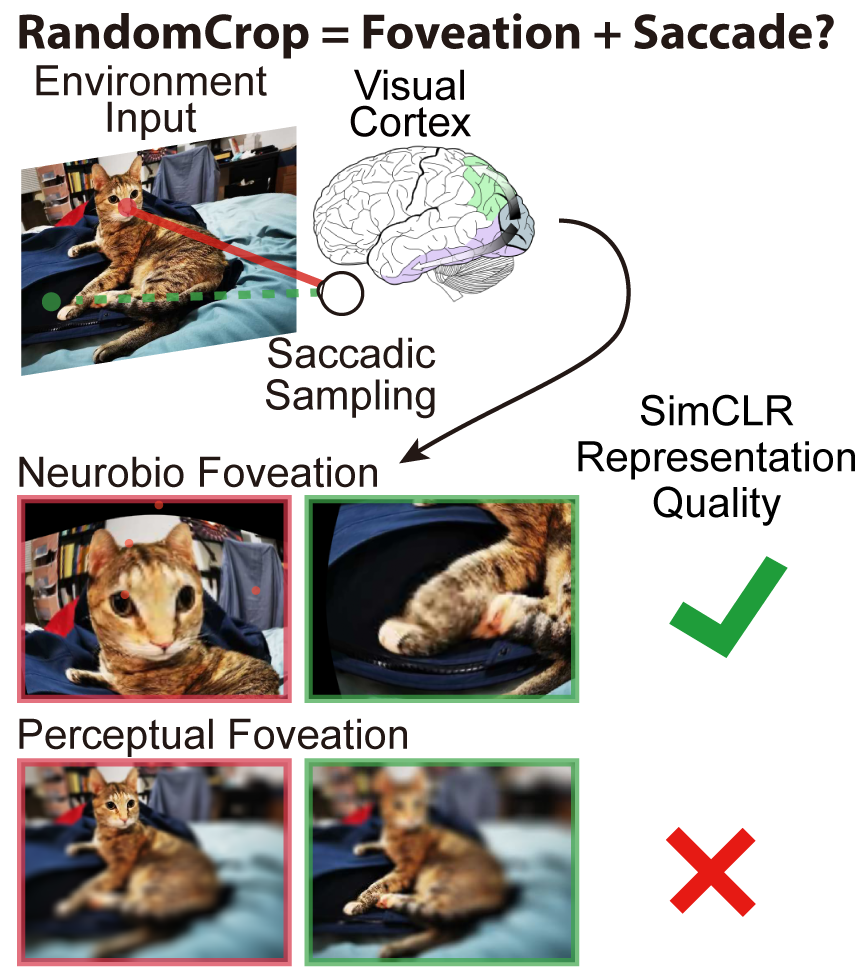 RandomCrop = Foveation + Saccade?
Environment
Input
Visual
Cortex
Saccadic
Sampling
SimCLR
Representation
Quality
Neurobio Foveation
Perceptual Foveation